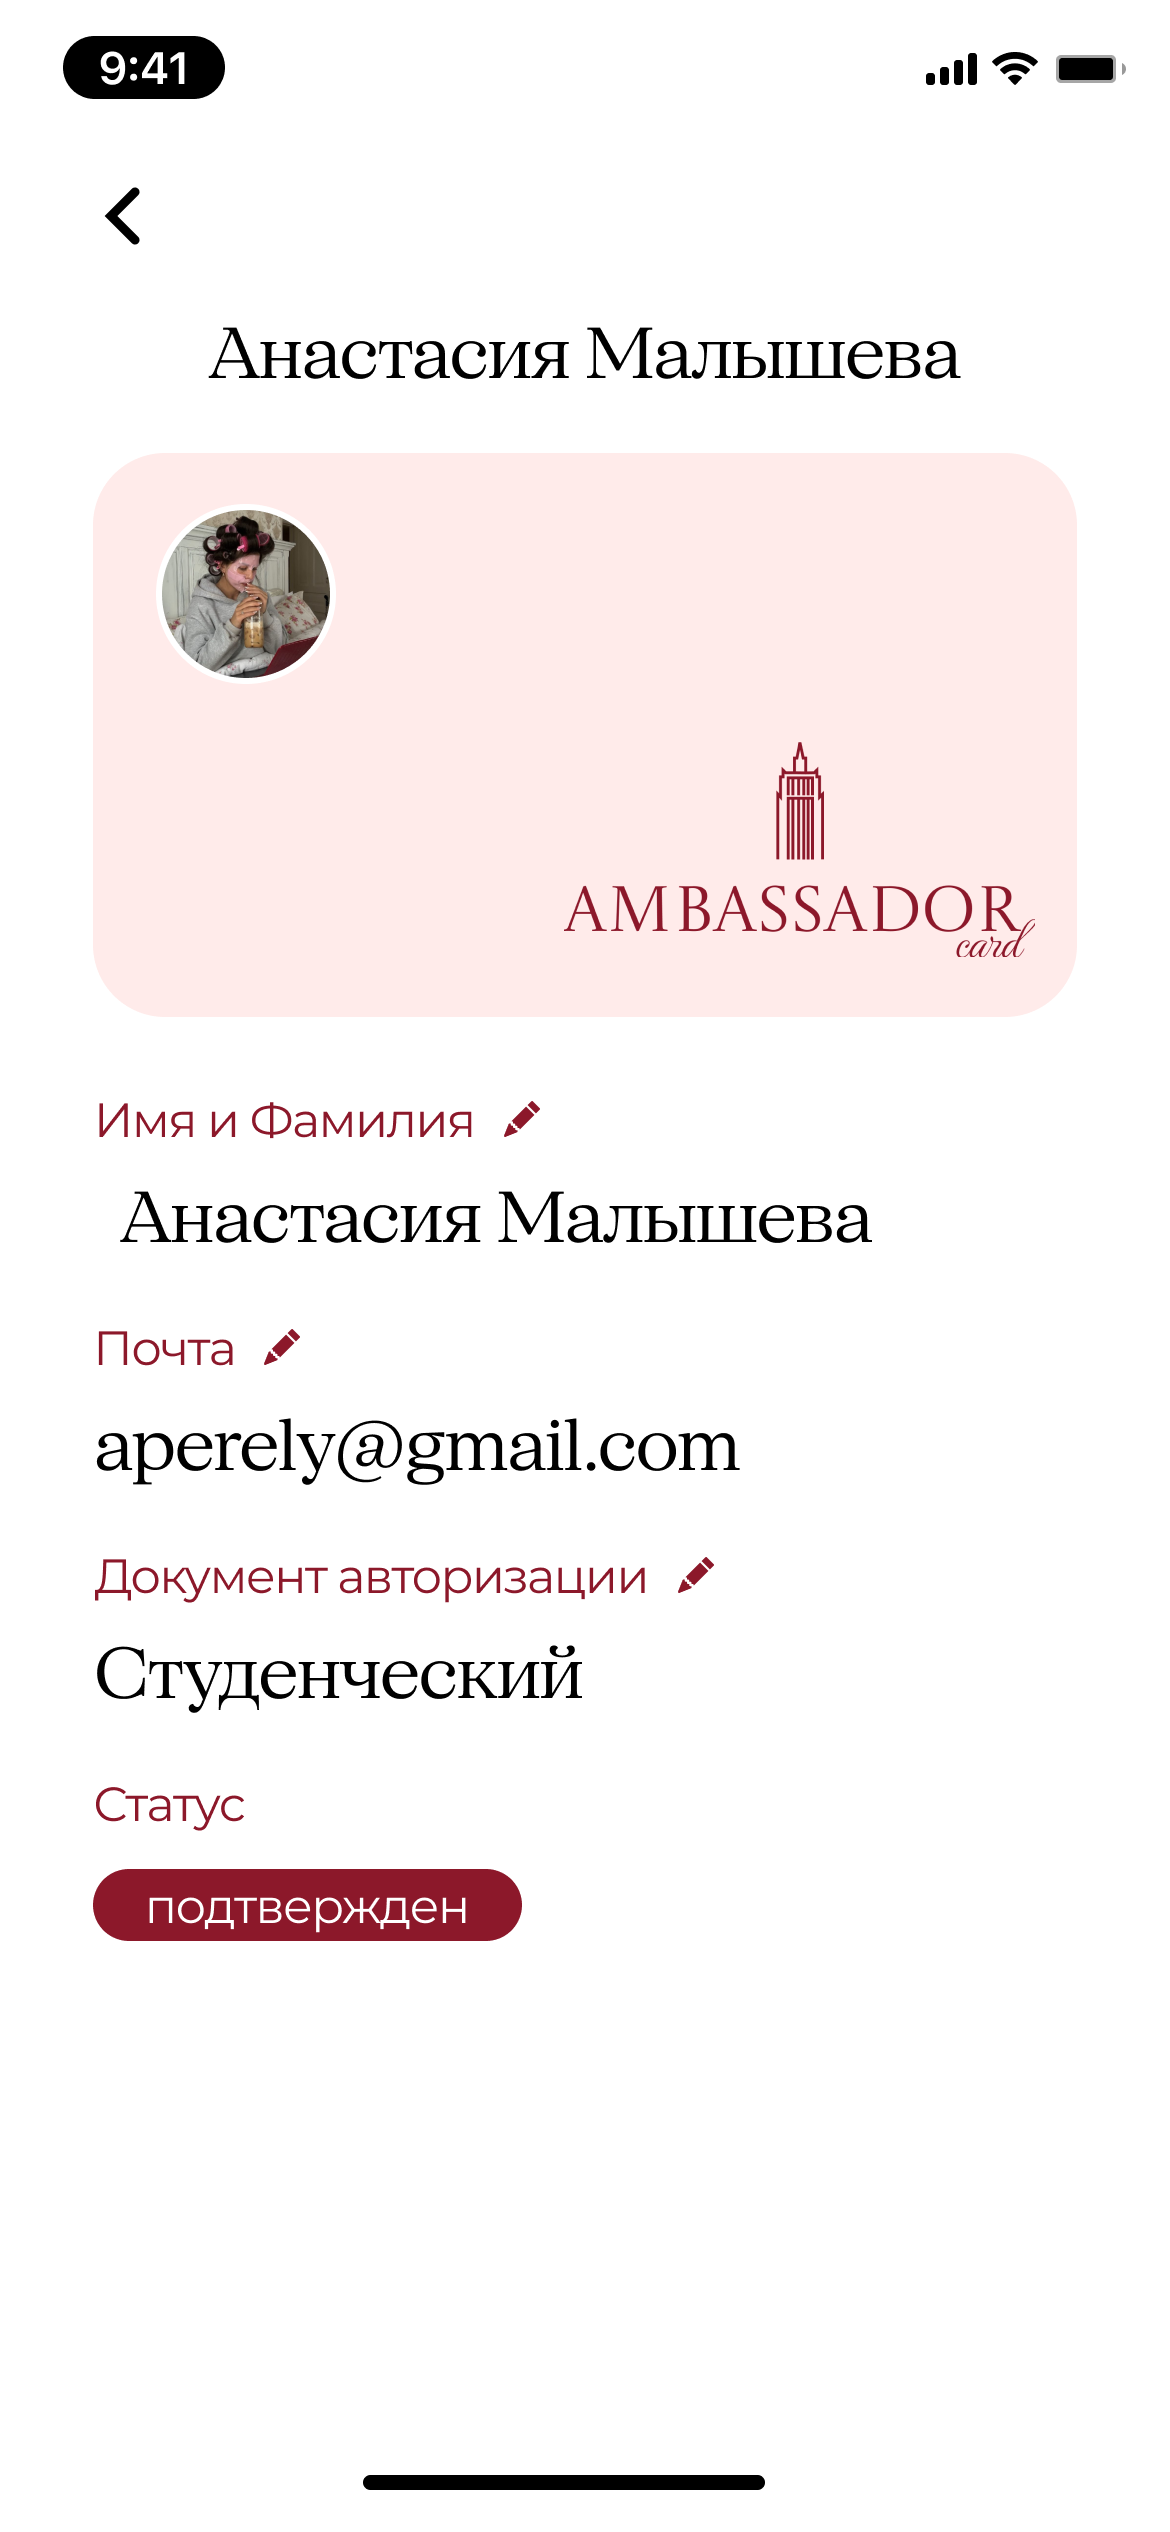 9:41
Анастасия Малышева
AMBASSADOR
card
Имя и Фамилия
Анастасия Малышева
Почта
aperely@gmail.com
Документ авторизации
Студенческий
Статус
подтвержден